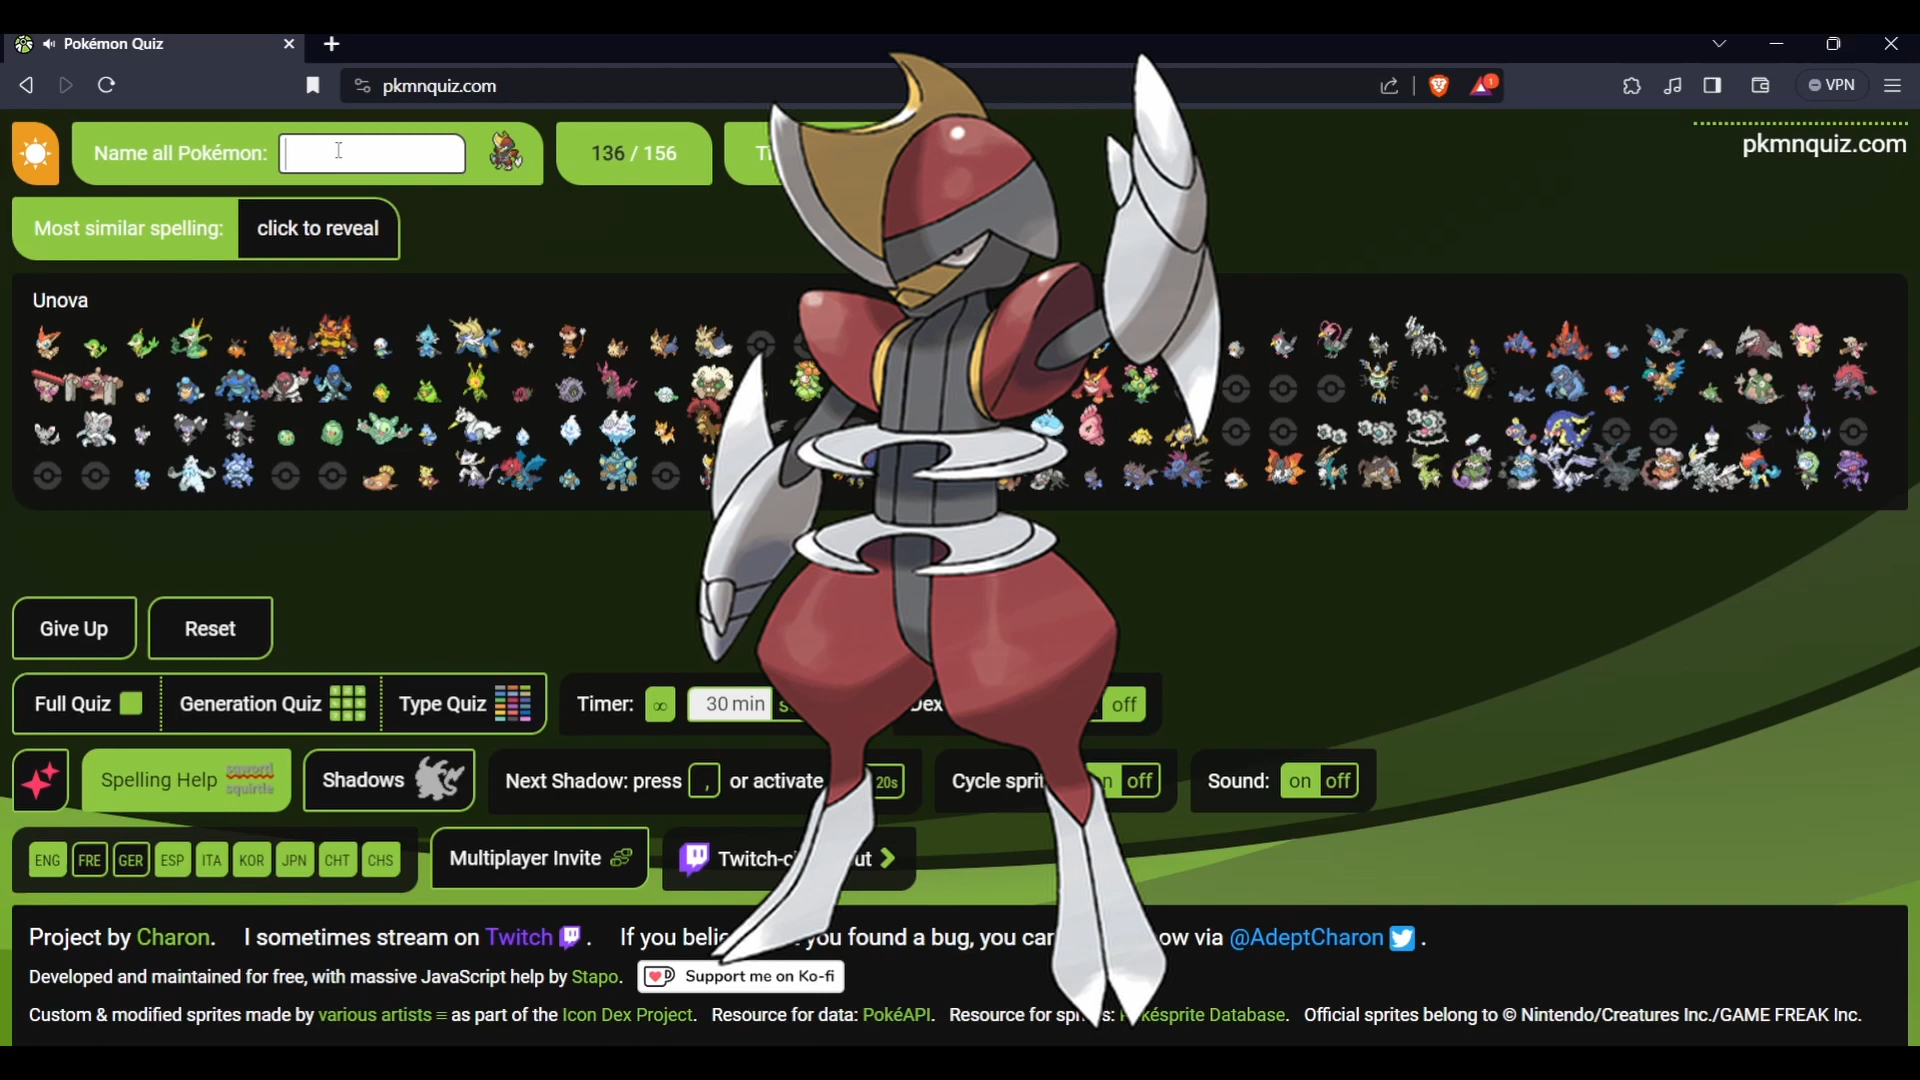 Pokémon Quiz
pkmnquiz.com
1
VPN
Name all Pokémon:
136 / 156
pkmnquiz.com
Most similar spelling: click to reveal
Unova
Give Up Reset
Full Quiz Generation Quiz Type Quiz Timer: ∞ 30 min off
Spelling Help sqword squirtle Shadows Next Shadow: press , or activate 20s Cycle off Sound: on off
ENG FRE GER ESP ITA KOR JPN CHT CHS Multiplayer Invite
Project by Charon. I sometimes stream on Twitch . If you you found a bug, you can via @AdeptCharon .
Developed and maintained for free, with massive JavaScript help by Stapo. Support me on Ko-fi
Custom & modified sprites made by various artists = as part of the Icon Dex Project. Resource for data: PokéAPI. Resource for Database. Official sprites belong to © Nintendo/Creatures Inc./GAME FREAK Inc.